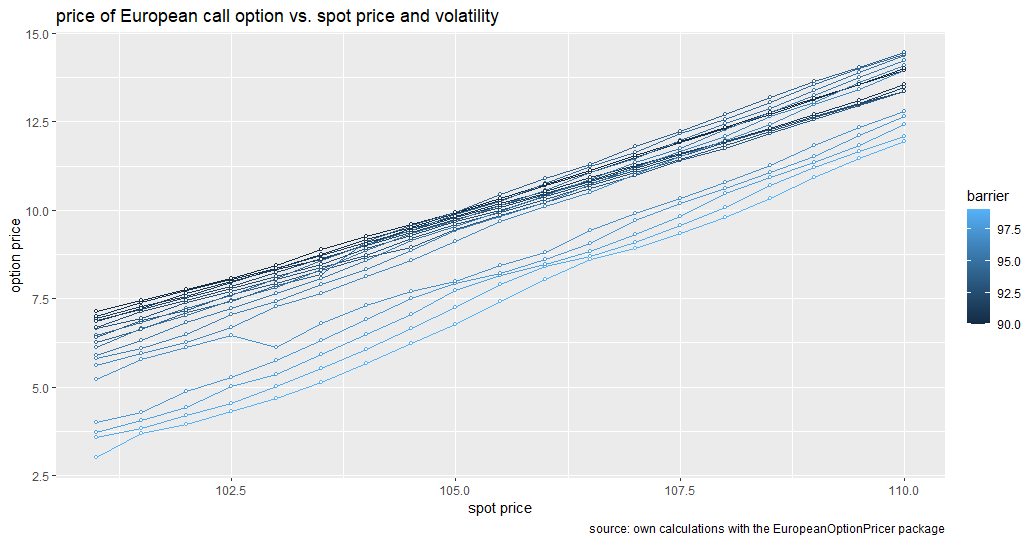 price of European call option vs. spot price and volatility
15.0
12.5
10.0
7.5
5.0
2.5
option price
102.5 105.0 107.5 110.0
spot price
barrier
97.5
95.0
92.5
90.0
source: own calculations with the EuropeanOptionPricer package